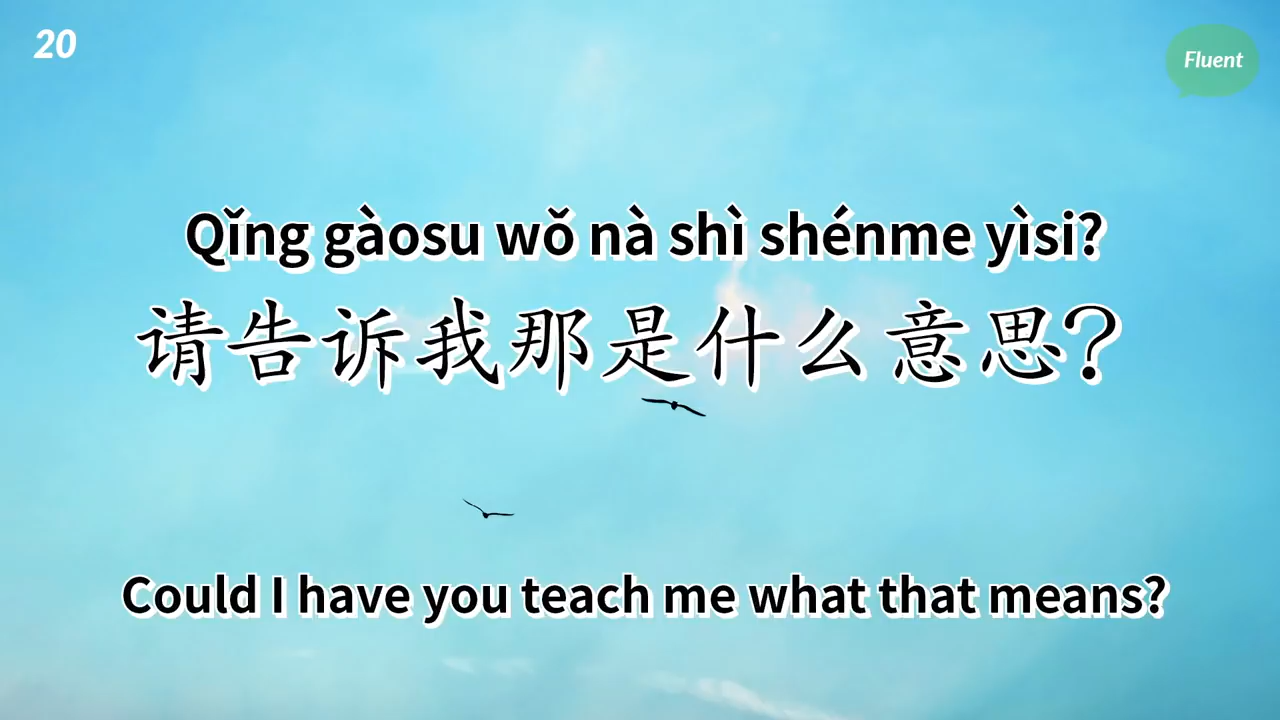 20
Fluent
Qǐng gàosu wǒ nà shì shénme yìsi?
请告诉我那是什么意思?
Could I have you teach me what that means?